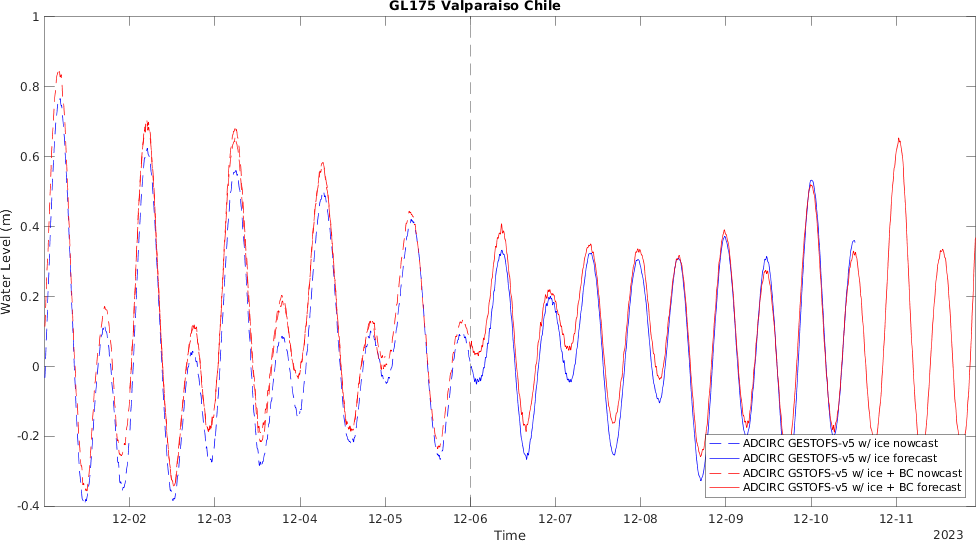 GL175 Valparaiso Chile
1
0.8
0.6
0.4
0.2
0
-0.2
-0.4
Water Level (m)
12-02 12-03 12-04 12-05 12-06 12-07 12-08 12-09 12-10 12-11
Time
2023
ADCIRC GESTOFS-v5 w/ ice nowcast
ADCIRC GESTOFS-v5 w/ ice forecast
ADCIRC GSTOFS-v5 w/ ice + BC nowcast
ADCIRC GSTOFS-v5 w/ ice + BC forecast